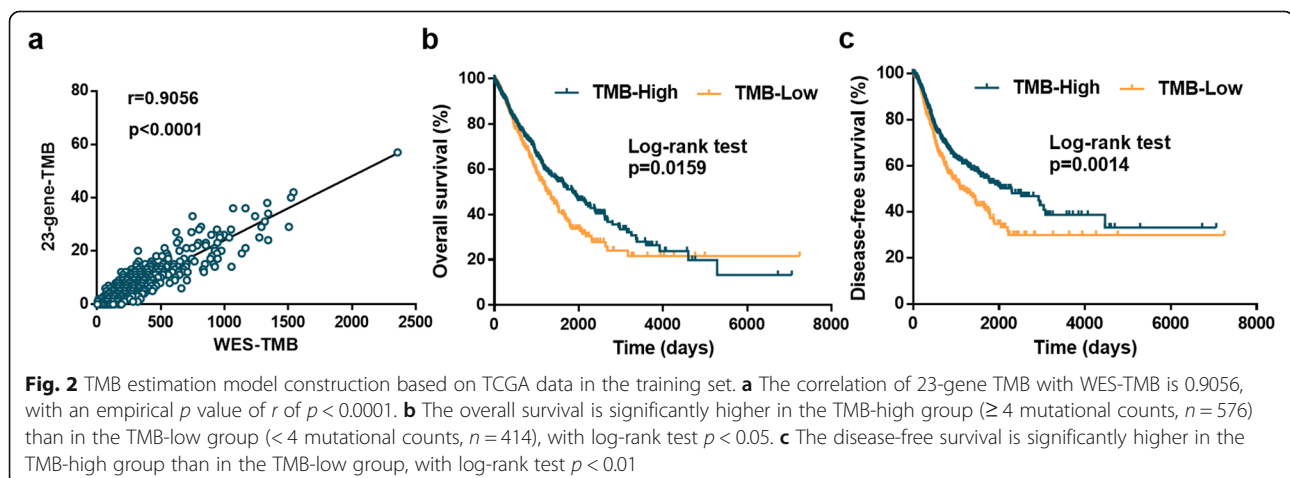 a
80
60
40
20
0
23-gene-TMB
r=0.9056
p<0.0001
0 500 1000 1500 2000 2500
WES-TMB
b
100
80
60
40
20
0
Overall survival (%)
TMB-High TMB-Low
Log-rank test
p=0.0159
0 2000 4000 6000 8000
Time (days)
c
100
80
60
40
20
0
Disease-free survival (%)
TMB-High TMB-Low
Log-rank test
p=0.0014
0 2000 4000 6000 8000
Time (days)
Fig. 2 TMB estimation model construction based on TCGA data in the training set. a The correlation of 23-gene TMB with WES-TMB is 0.9056,
with an empirical p value of r of p < 0.0001. b The overall survival is significantly higher in the TMB-high group (≥ 4 mutational counts, n = 576)
than in the TMB-low group (< 4 mutational counts, n = 414), with log-rank test p < 0.05. c The disease-free survival is significantly higher in the
TMB-high group than in the TMB-low group, with log-rank test p < 0.01